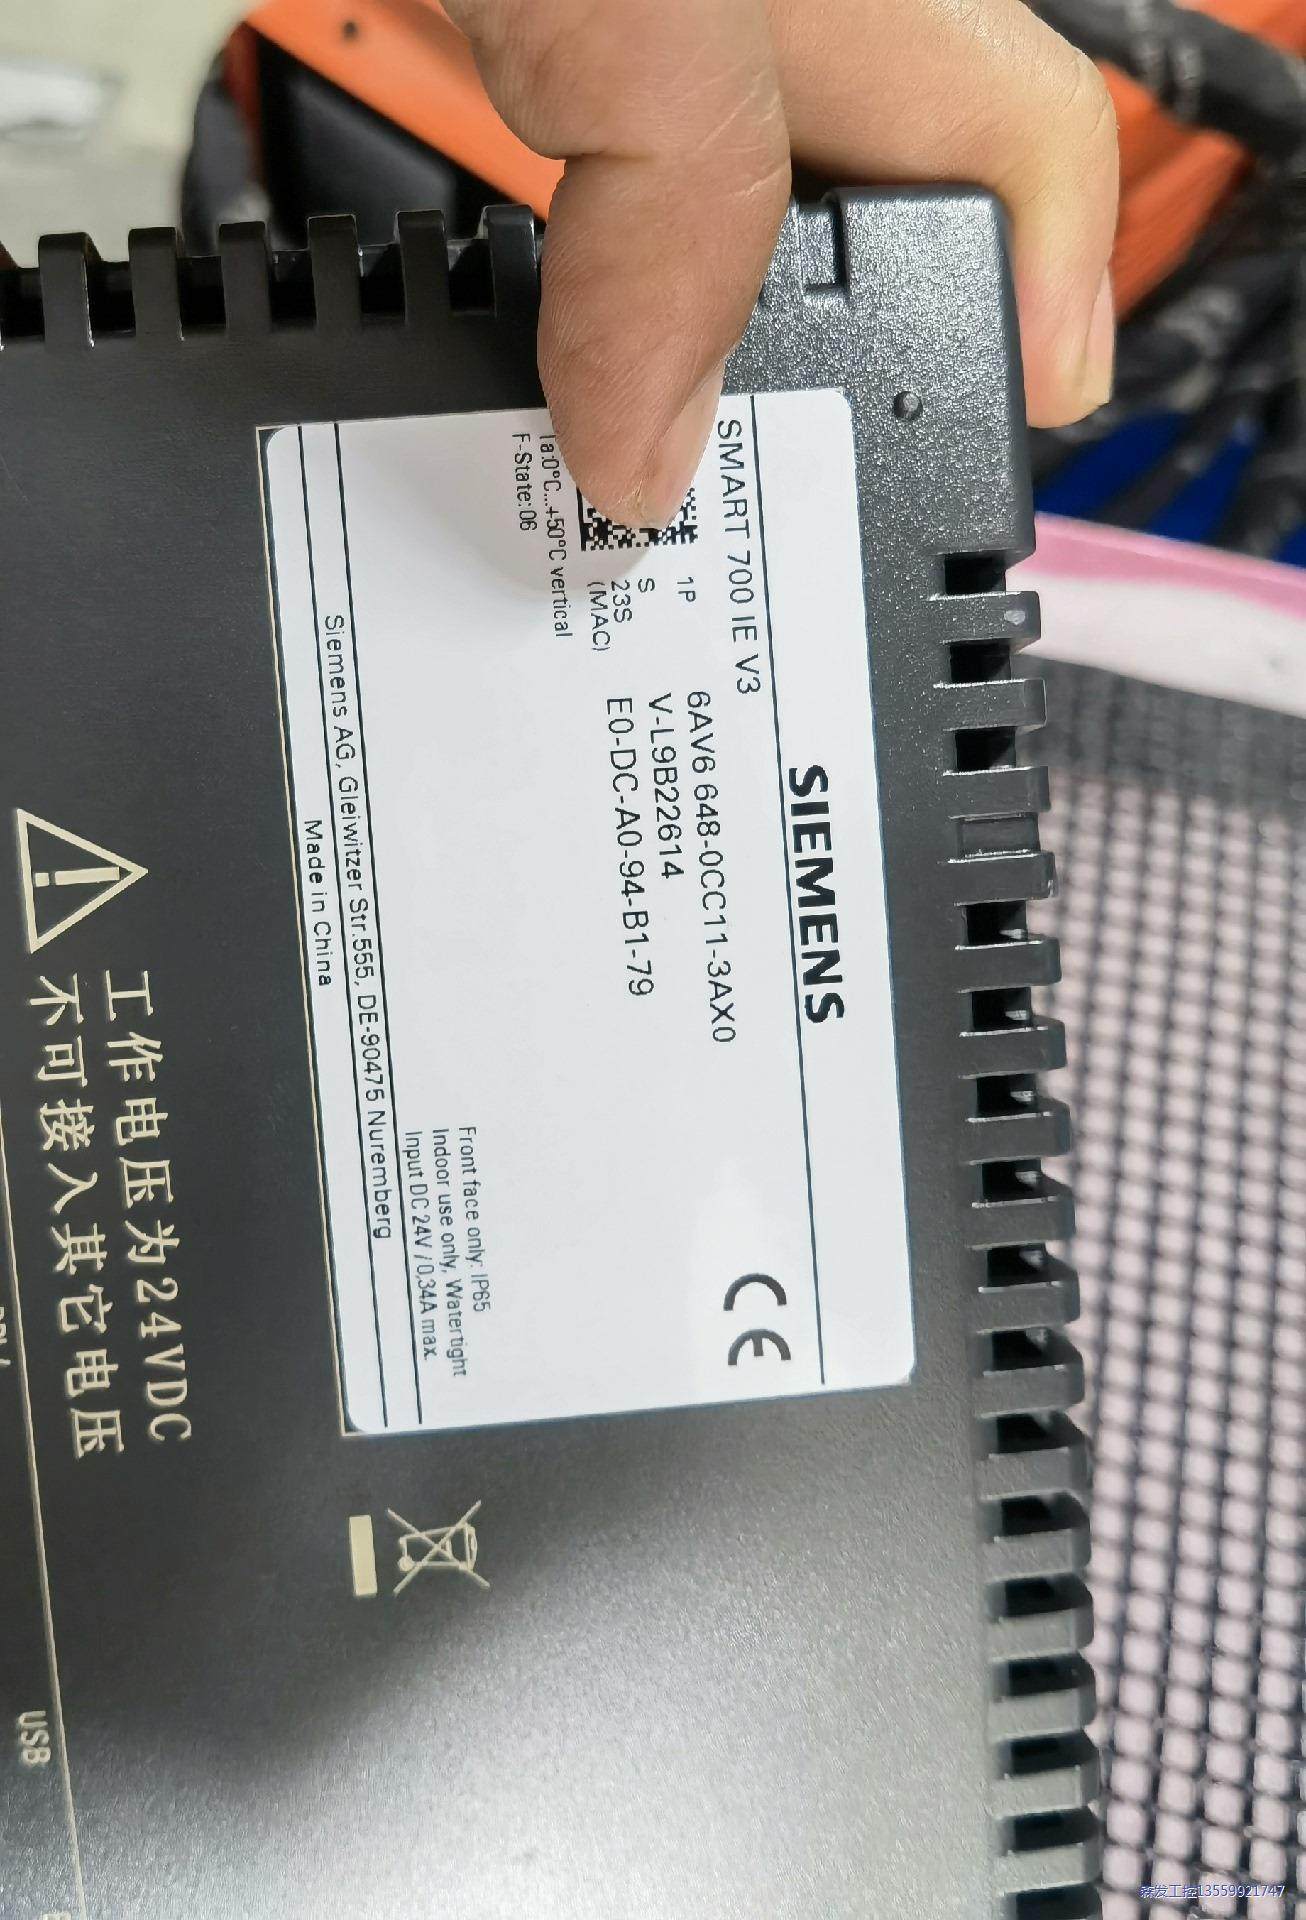 SIEMENS
SMART 700 IE V3
1P 6AV6 648-0CC11-3AX0
S V-L9B22614
23S E0-DC-A0-94-B1-79
(MAC)
Ta:0°C...+50°C vertical
F-State:06
Front face only: IP65
Indoor use only, Watertight
Input DC 24V / 0,34A max.
Siemens AG, Gleiwitzer Str.555, DE-90475 Nuremberg
Made in China
工作电压为24VDC
不可接入其它电压
USB
森发工控13559921747